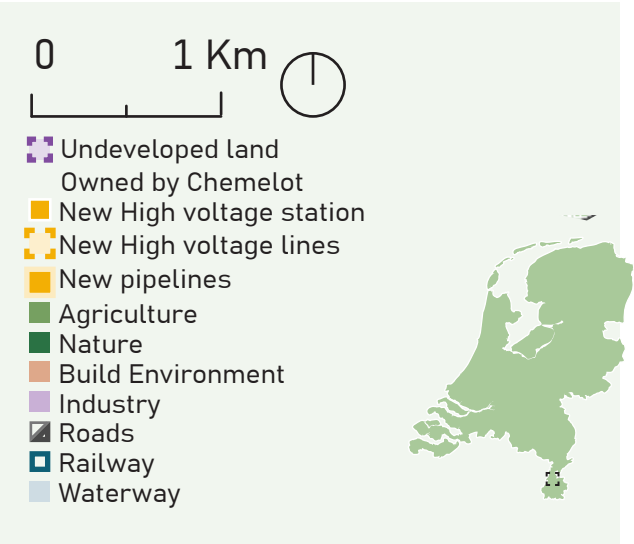 0 1 Km
Undeveloped land
Owned by Chemelot
New High voltage station
New High voltage lines
New pipelines
Agriculture
Nature
Build Environment
Industry
Roads
Railway
Waterway